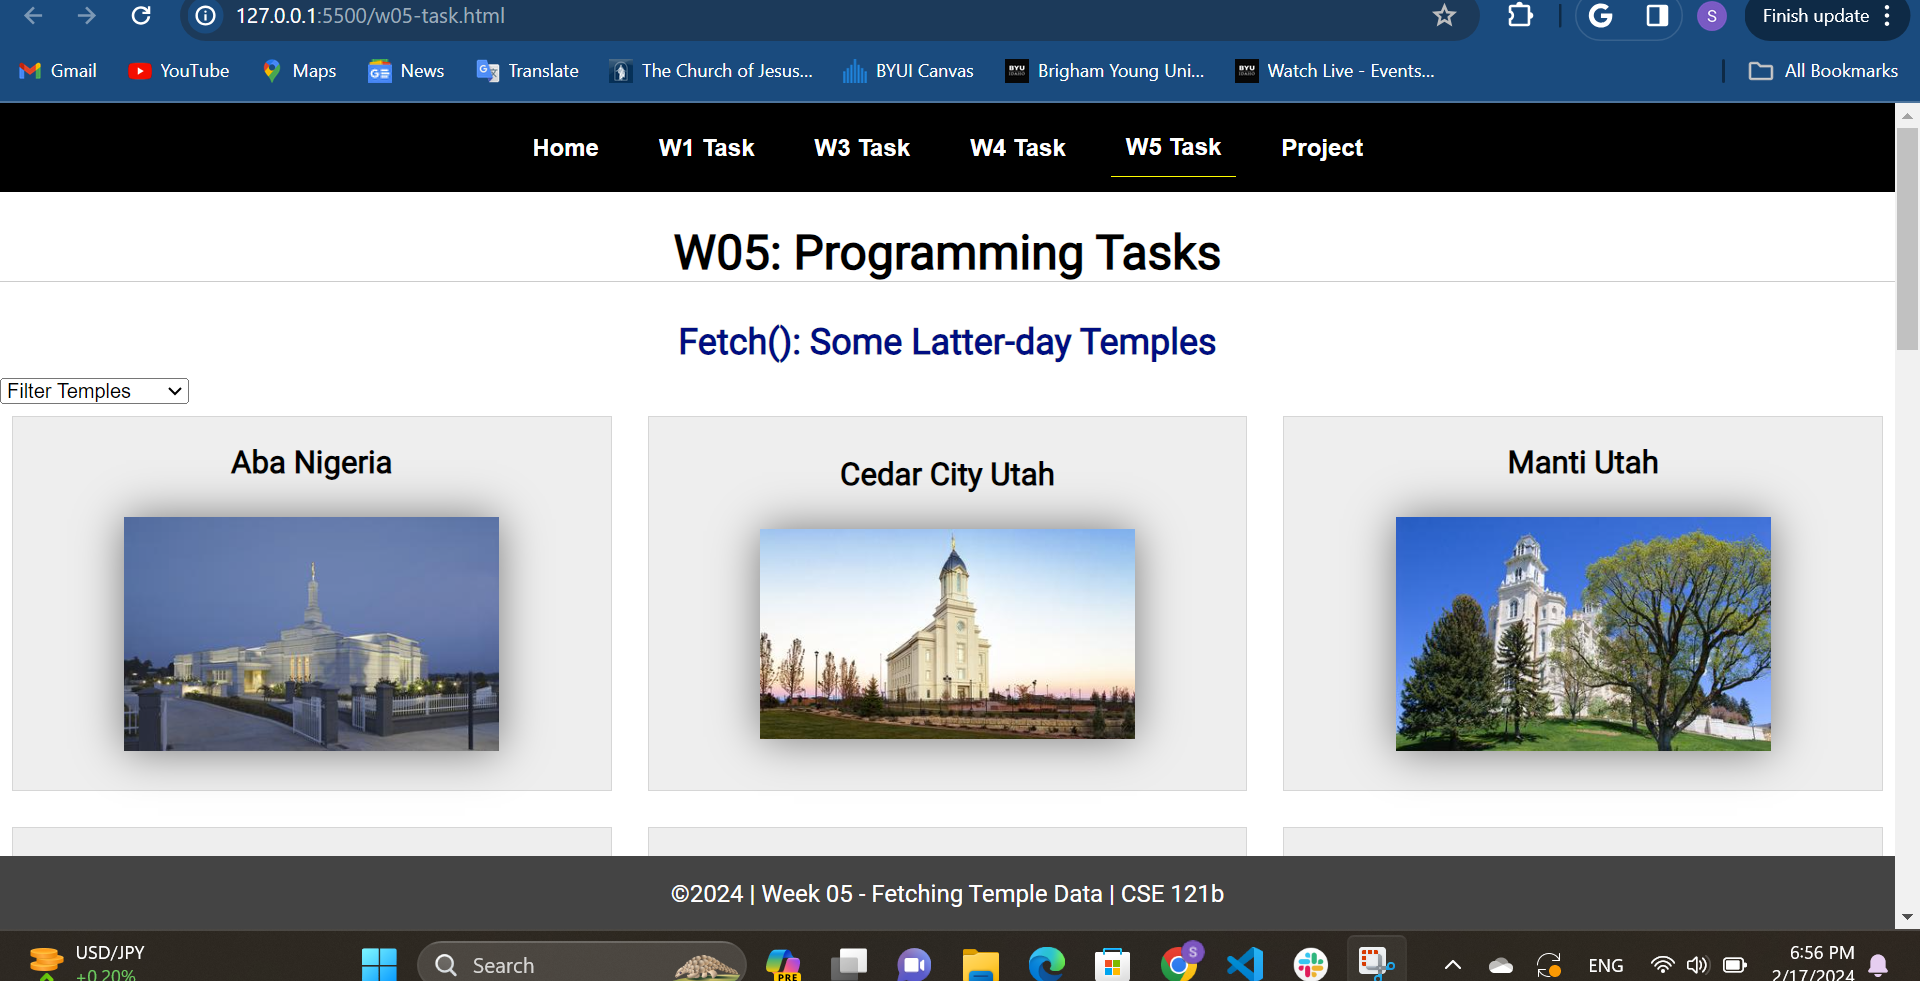 127.0.0.1:5500/w05-task.html
S
Finish update
Gmail
YouTube
Maps
News
Translate
The Church of Jesus...
BYUI Canvas
BYU
Brigham Young Uni...
BYU
Watch Live - Events...
All Bookmarks
Home
W1 Task
W3 Task
W4 Task
W5 Task
Project
W05: Programming Tasks
Fetch(): Some Latter-day Temples
Filter Temples
Aba Nigeria
Cedar City Utah
Manti Utah
©2024 | Week 05 - Fetching Temple Data | CSE 121b
USD/JPY
+0.20%
Search
PRE
S
ENG
6:56 PM
2/17/2024